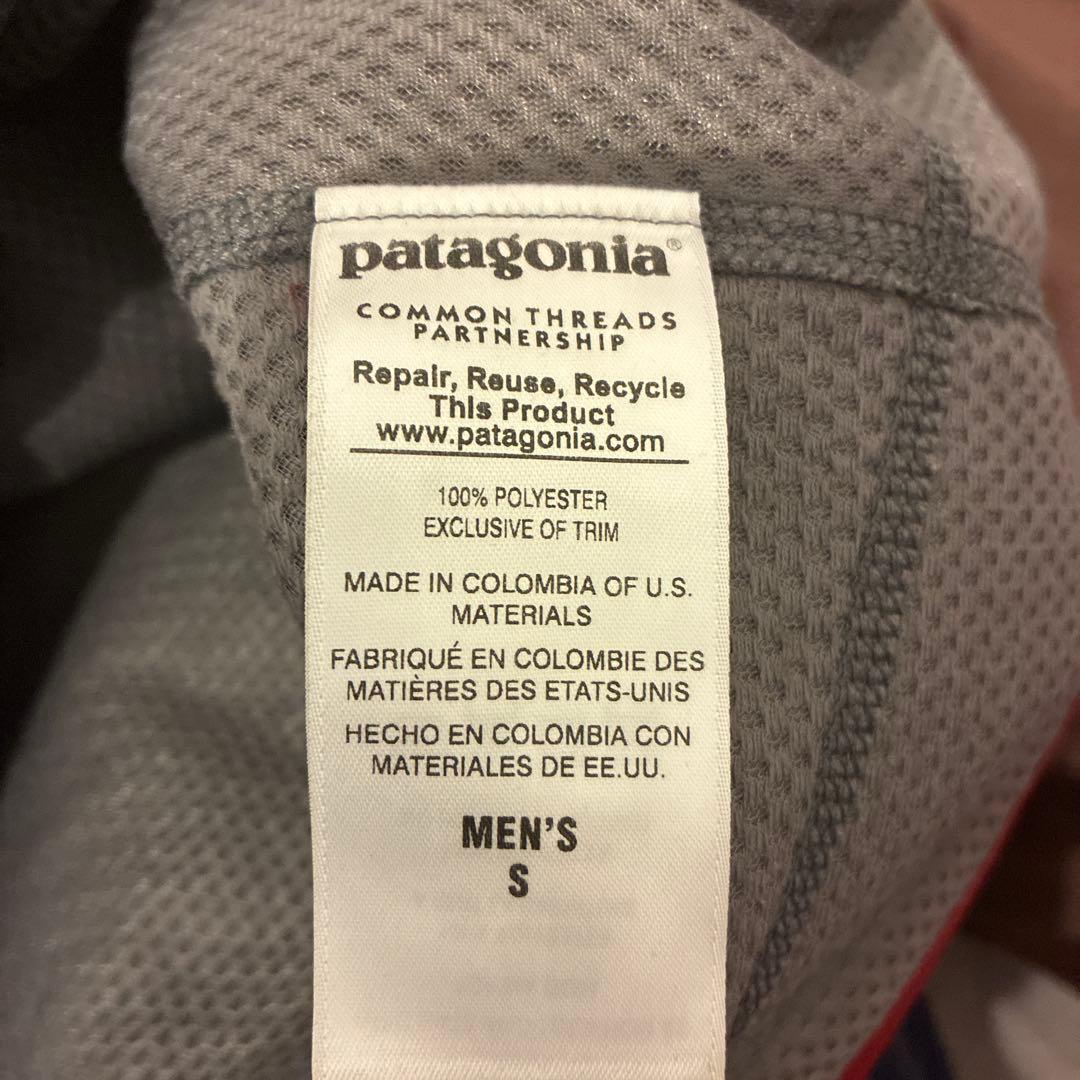 patagonia®
COMMON THREADS
PARTNERSHIP
Repair, Reuse, Recycle
This Product
www.patagonia.com
100% POLYESTER
EXCLUSIVE OF TRIM
MADE IN COLOMBIA OF U.S.
MATERIALS
FABRIQUÉ EN COLOMBIE DES
MATIÈRES DES ETATS-UNIS
HECHO EN COLOMBIA CON
MATERIALES DE EE.UU.
MEN'S
S